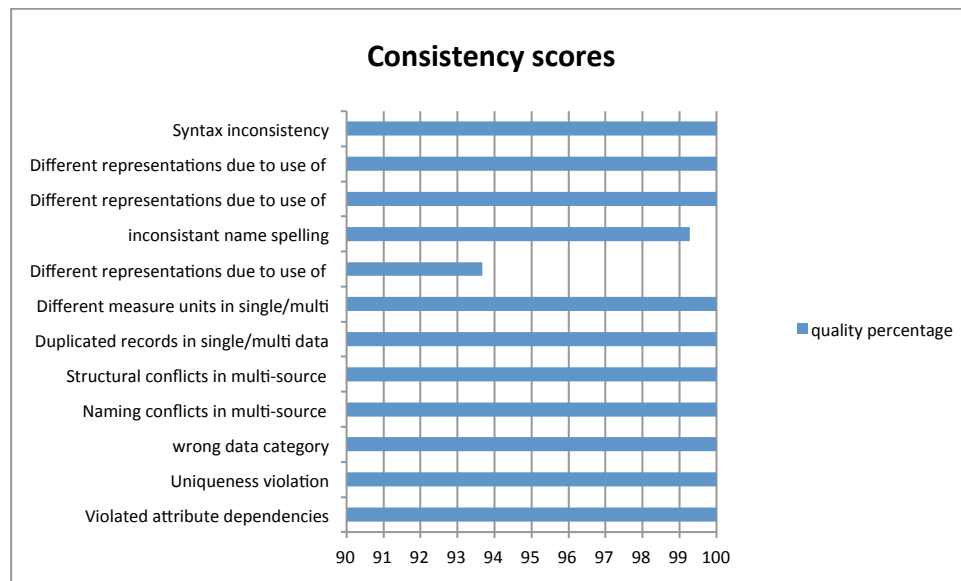 Consistency scores
Syntax inconsistency
Different representations due to use of
Different representations due to use of
inconsistant name spelling
Different representations due to use of
Different measure units in single/multi
Duplicated records in single/multi data
Structural conflicts in multi-source
Naming conflicts in multi-source
wrong data category
Uniqueness violation
Violated attribute dependencies
90 91 92 93 94 95 96 97 98 99 100
quality percentage